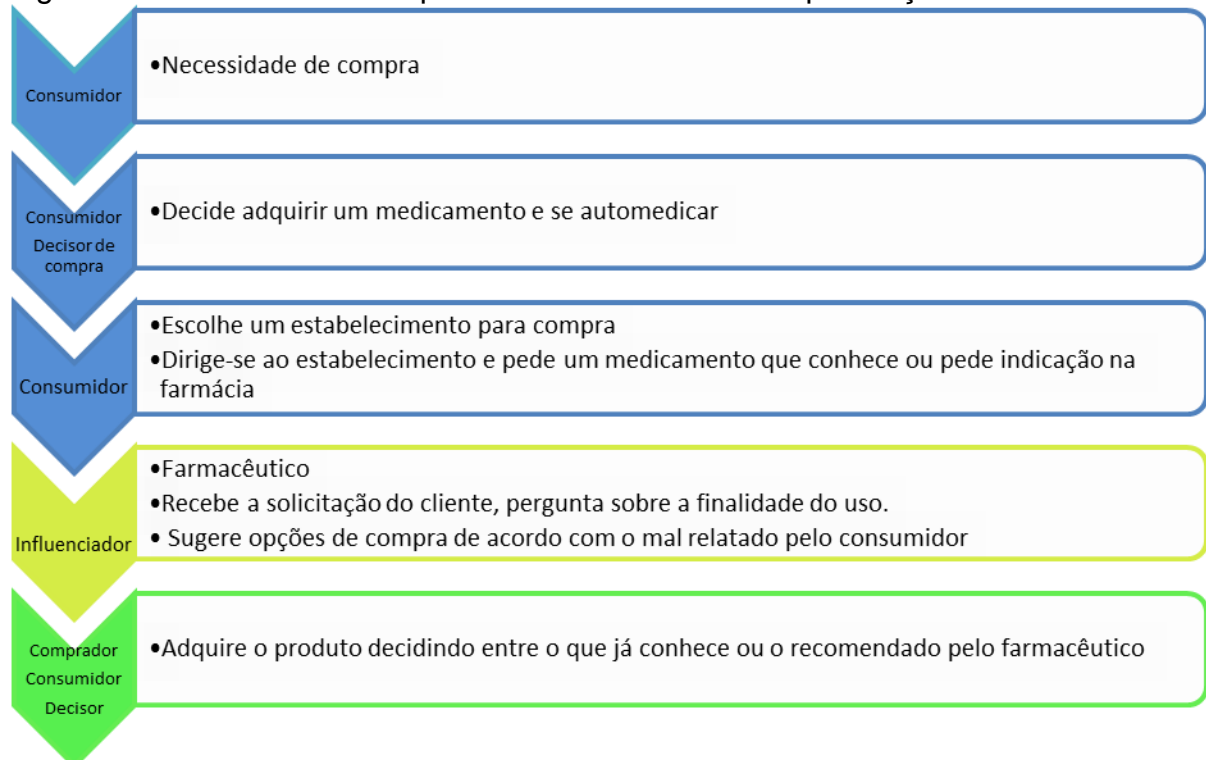 Consumidor
•Necessidade de compra
Consumidor
Decisor de
compra
•Decide adquirir um medicamento e se automedicar
Consumidor
•Escolhe um estabelecimento para compra
•Dirige-se ao estabelecimento e pede um medicamento que conhece ou pede indicação na
farmácia
Influenciador
•Farmacêutico
•Recebe a solicitação do cliente, pergunta sobre a finalidade do uso.
• Sugere opções de compra de acordo com o mal relatado pelo consumidor
Comprador
Consumidor
Decisor
•Adquire o produto decidindo entre o que já conhece ou o recomendado pelo farmacêutico